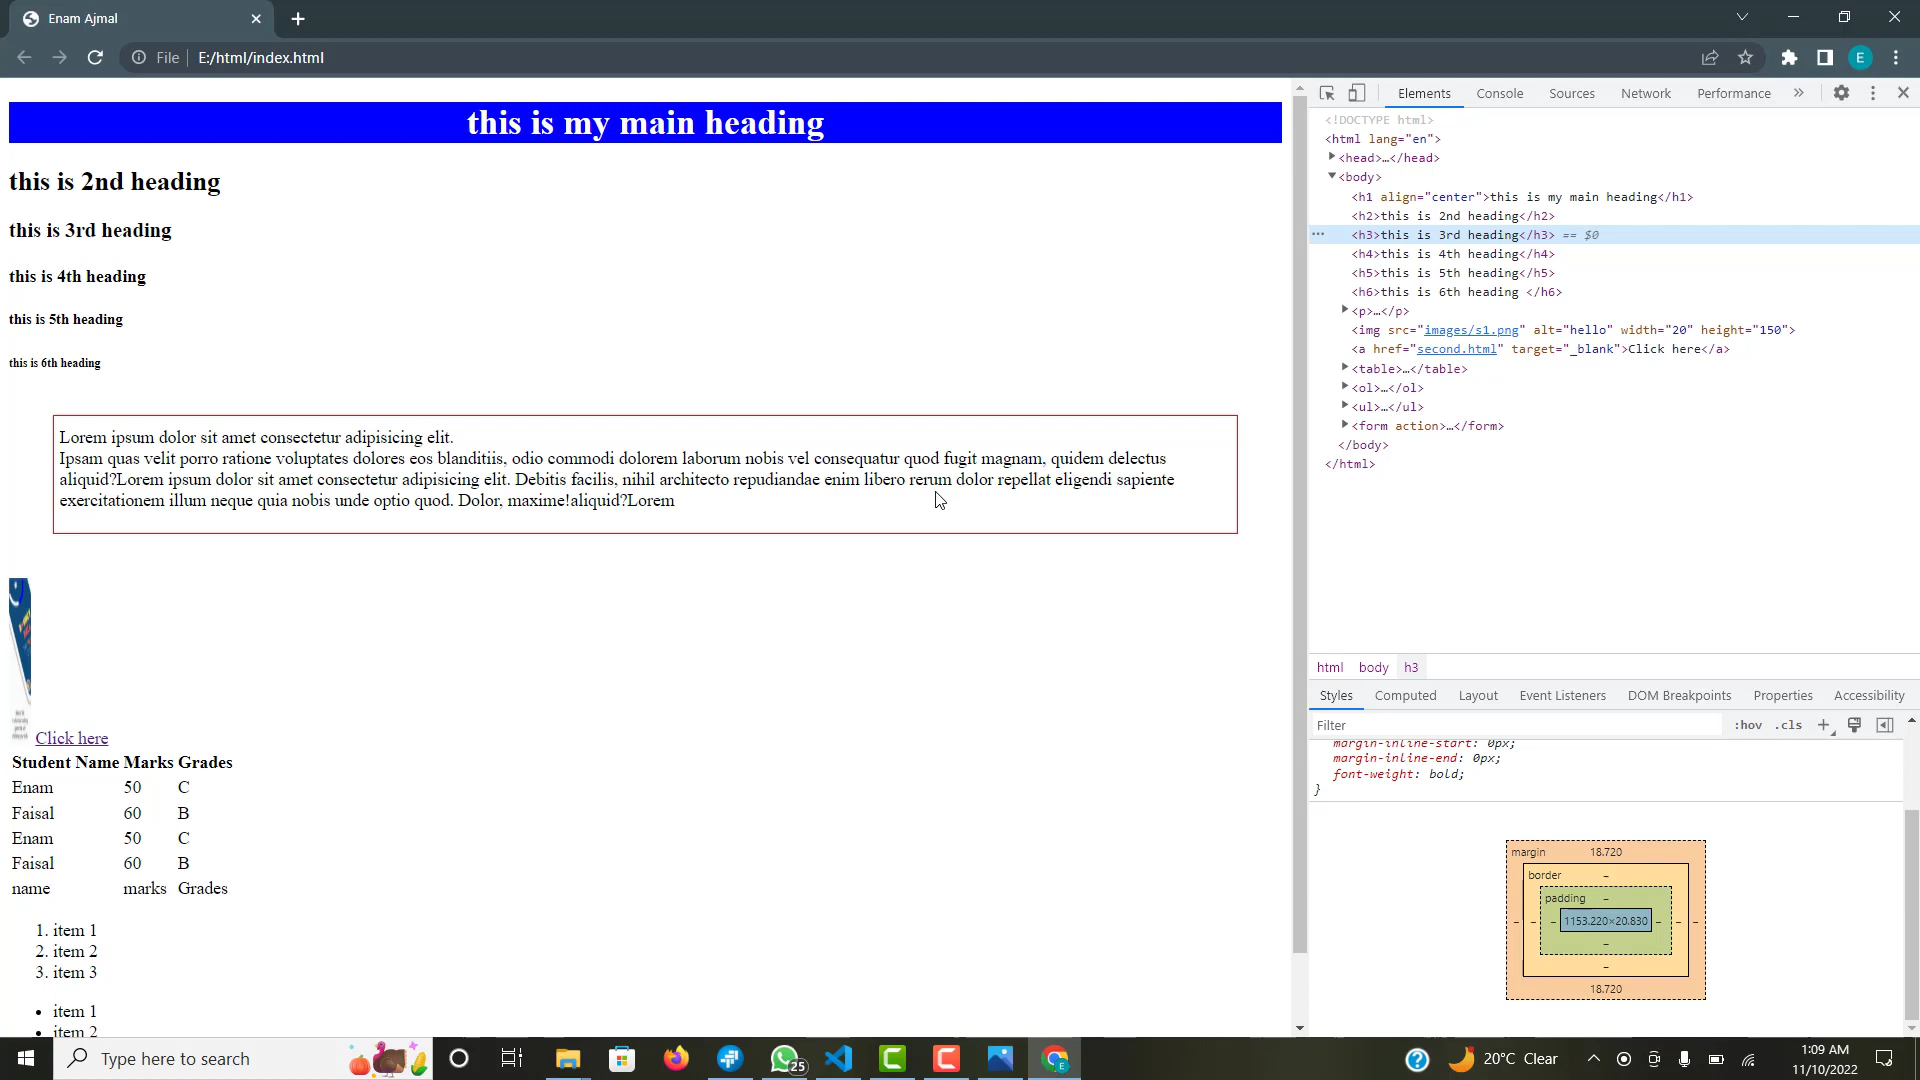 Enam Ajmal
File
E:/html/index.html
E
this is my main heading
this is 2nd heading
this is 3rd heading
this is 4th heading
this is 5th heading
this is 6th heading
Lorem ipsum dolor sit amet consectetur adipisicing elit.
Ipsam quas velit porro ratione voluptates dolores eos blanditiis, odio commodi dolorem laborum nobis vel consequatur quod fugit magnam, quidem delectus
aliquid?Lorem ipsum dolor sit amet consectetur adipisicing elit. Debitis facilis, nihil architecto repudiandae enim libero rerum dolor repellat eligendi sapiente
exercitationem illum neque quia nobis unde optio quod. Dolor, maxime!aliquid?Lorem
Click here
Student Name Marks Grades
Enam 50 C
Faisal 60 B
Enam 50 C
Faisal 60 B
name marks Grades
1. item 1
2. item 2
3. item 3
• item 1
• item 2
Elements Console Sources Network Performance »
<!DOCTYPE html>
<html lang="en">
<head>…</head>
<body>
<h1 align="center">this is my main heading</h1>
<h2>this is 2nd heading</h2>
··· <h3>this is 3rd heading</h3> == $0
<h4>this is 4th heading</h4>
<h5>this is 5th heading</h5>
<h6>this is 6th heading </h6>
<p>…</p>
<img src="images/s1.png" alt="hello" width="20" height="150">
<a href="second.html" target="_blank">Click here</a>
<table>…</table>
<ol>…</ol>
<ul>…</ul>
<form action>…</form>
</body>
</html>
html body h3
Styles Computed Layout Event Listeners DOM Breakpoints Properties Accessibility
Filter :hov .cls +
margin-inline-start: 0px;
margin-inline-end: 0px;
font-weight: bold;
}
margin 18.720
border –
padding –
– – – 1153.220×20.830 – – –
–
–
18.720
Type here to search
25
E
20°C Clear
1:09 AM
11/10/2022